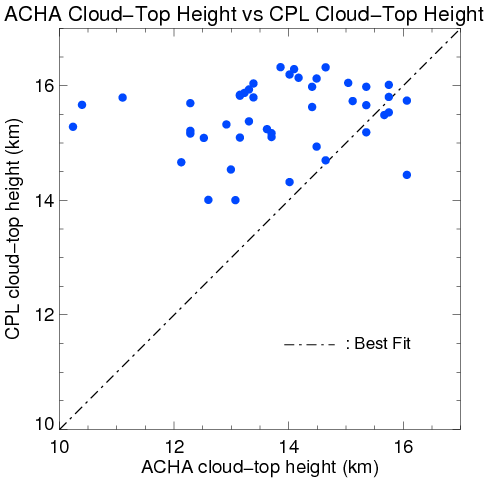 ACHA Cloud−Top Height vs CPL Cloud−Top Height
CPL cloud−top height (km)
16
14
12
10
: Best Fit
10 12 14 16
ACHA cloud−top height (km)